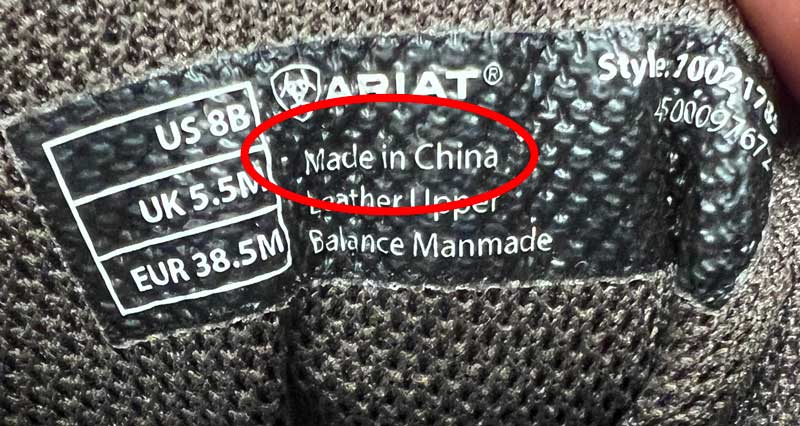 US 8B
UK 5.5M
EUR 38.5M
ARIAT®
Made in China
Leather Upper
Balance Manmade
Style: